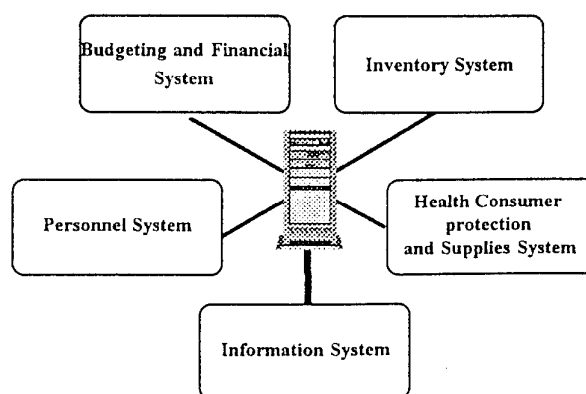 Budgeting and Financial
System
Inventory System
Personnel System
Health Consumer
protection
and Supplies System
Information System